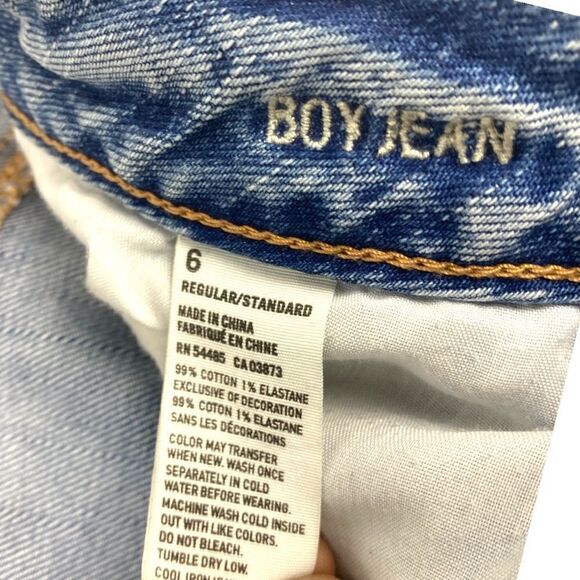 BOY JEAN
6
REGULAR/STANDARD
MADE IN CHINA
FABRIQUÉ EN CHINE
RN 54485 CA 03873
99% COTTON 1% ELASTANE
EXCLUSIVE OF DECORATION
99% COTON 1% ELASTANE
SANS LES DÉCORATIONS
COLOR MAY TRANSFER
WHEN NEW. WASH ONCE
SEPARATELY IN COLD
WATER BEFORE WEARING.
MACHINE WASH COLD INSIDE
OUT WITH LIKE COLORS.
DO NOT BLEACH.
TUMBLE DRY LOW.
COOL IRON